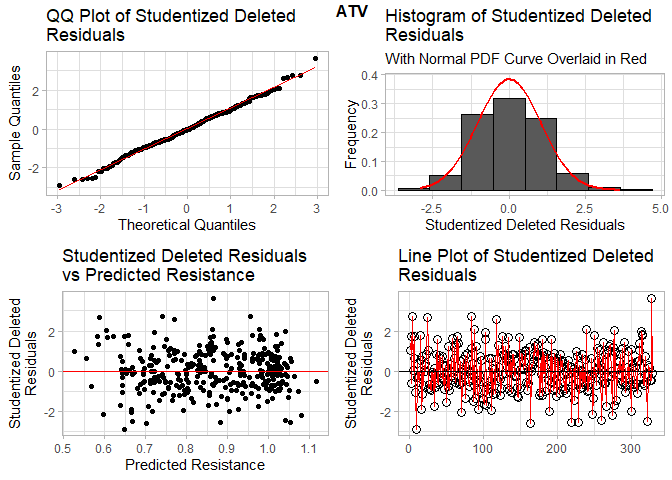 ATV
QQ Plot of Studentized Deleted
Residuals
Sample Quantiles
2
0
-2
-3
-2
-1
0
1
2
3
Theoretical Quantiles
Histogram of Studentized Deleted
Residuals
With Normal PDF Curve Overlaid in Red
Frequency
0.4
0.3
0.2
0.1
0.0
-2.5
0.0
2.5
5.0
Studentized Deleted Residuals
Studentized Deleted Residuals
vs Predicted Resistance
Studentized Deleted
Residuals
2
0
-2
0.5
0.6
0.7
0.8
0.9
1.0
1.1
Predicted Resistance
Line Plot of Studentized Deleted
Residuals
Studentized Deleted
Residuals
2
0
-2
0
100
200
300